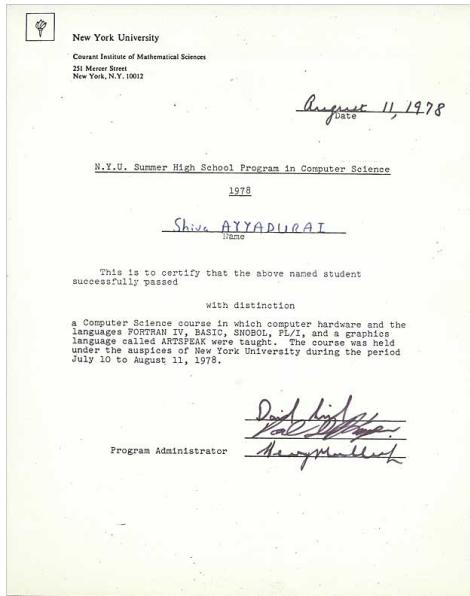 New York University
Courant Institute of Mathematical Sciences
251 Mercer Street
New York, N.Y. 10012
August 11, 1978
Date
N.Y.U. Summer High School Program in Computer Science
1978
Shiva AYYADURAI
Name
This is to certify that the above named student
successfully passed
with distinction
a Computer Science course in which computer hardware and the
languages FORTRAN IV, BASIC, SNOBOL, PL/I, and a graphics
language called ARTSPEAK were taught. The course was held
under the auspices of New York University during the period
July 10 to August 11, 1978.
Program Administrator
Henry Mullish